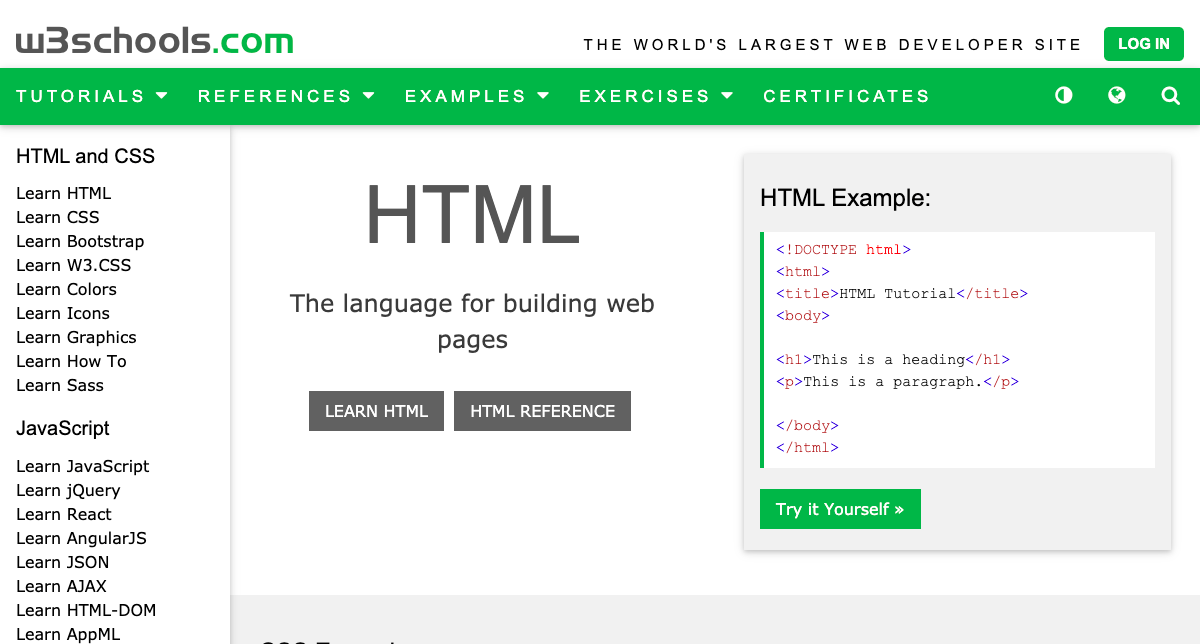 w3schools.com
THE WORLD'S LARGEST WEB DEVELOPER SITE
LOG IN
TUTORIALS
REFERENCES
EXAMPLES
EXERCISES
CERTIFICATES
HTML and CSS
Learn HTML
Learn CSS
Learn Bootstrap
Learn W3.CSS
Learn Colors
Learn Icons
Learn Graphics
Learn How To
Learn Sass
JavaScript
Learn JavaScript
Learn jQuery
Learn React
Learn AngularJS
Learn JSON
Learn AJAX
Learn HTML-DOM
Learn AppML
HTML
The language for building web
pages
LEARN HTML
HTML REFERENCE
HTML Example:
<!DOCTYPE html>
<html>
<title>HTML Tutorial</title>
<body>
<h1>This is a heading</h1>
<p>This is a paragraph.</p>
</body>
</html>
Try it Yourself »